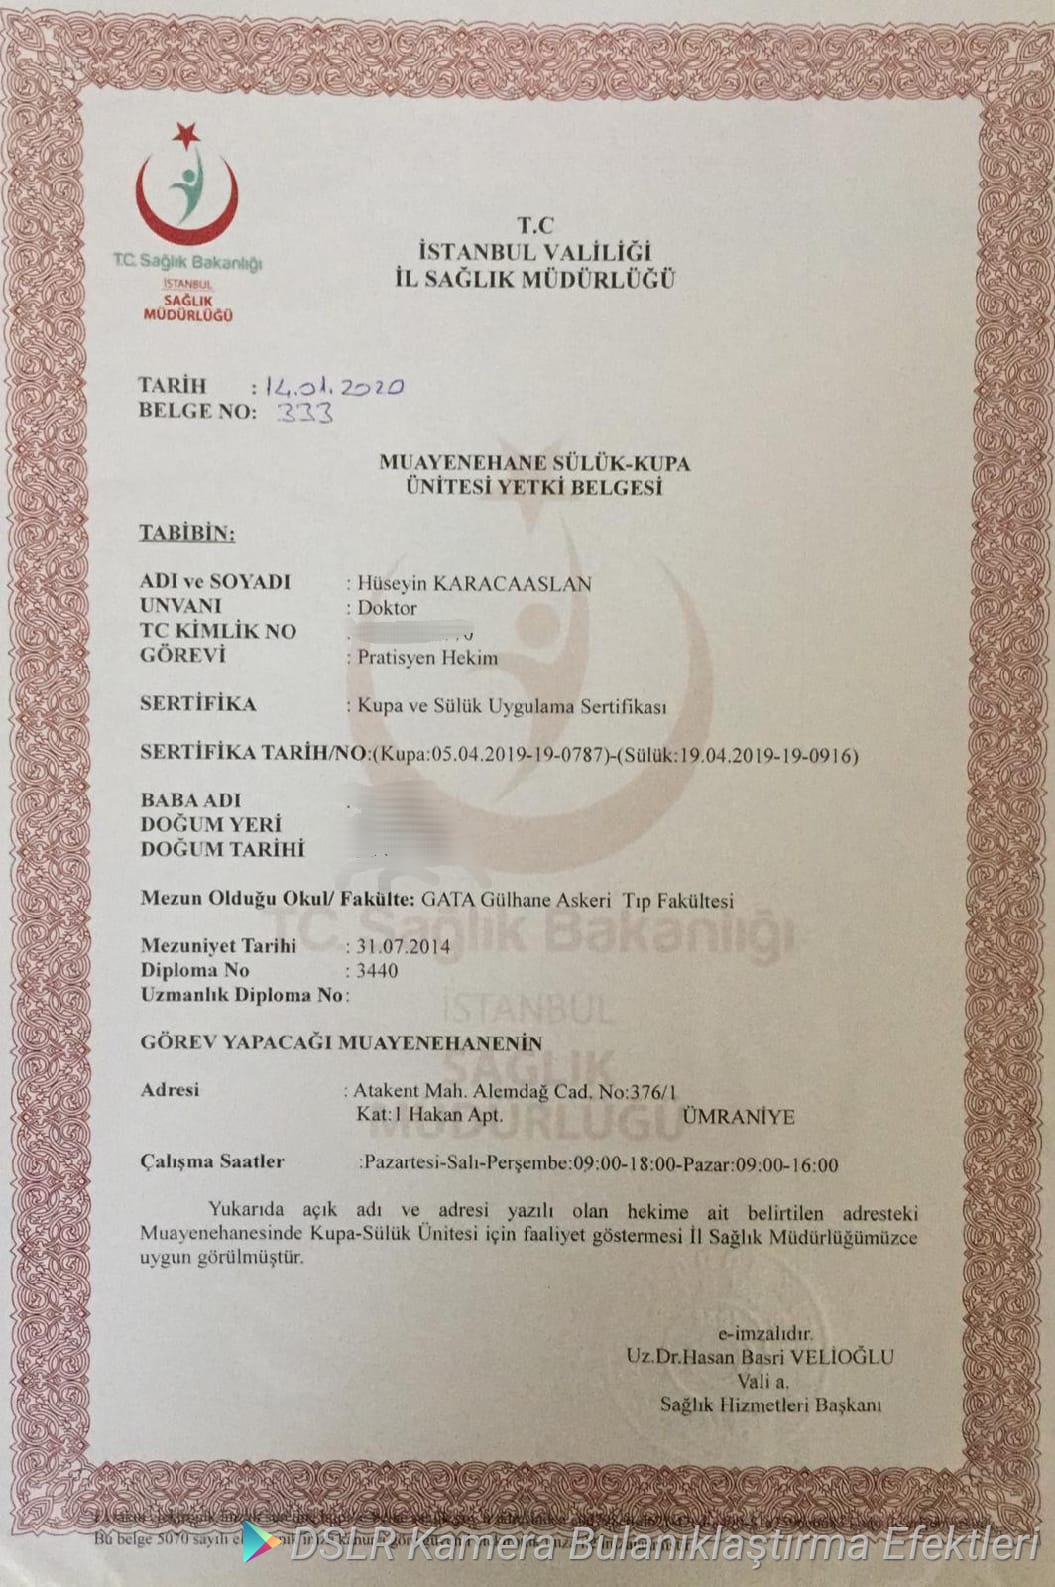 T.C. Sağlık Bakanlığı
İSTANBUL
SAĞLIK
MÜDÜRLÜĞÜ
T.C
İSTANBUL VALİLİĞİ
İL SAĞLIK MÜDÜRLÜĞÜ
TARİH : 14.01.2020
BELGE NO: 333
MUAYENEHANE SÜLÜK-KUPA
ÜNİTESİ YETKİ BELGESİ
TABİBİN:
ADI ve SOYADI : Hüseyin KARACAASLAN
UNVANI : Doktor
TC KİMLİK NO
GÖREVİ : Pratisyen Hekim
SERTİFİKA : Kupa ve Sülük Uygulama Sertifikası
SERTİFİKA TARİH/NO:(Kupa:05.04.2019-19-0787)-(Sülük:19.04.2019-19-0916)
BABA ADI
DOĞUM YERİ
DOĞUM TARİHİ
Mezun Olduğu Okul/ Fakülte: GATA Gülhane Askeri Tıp Fakültesi
TC Sağlık Bakanlığı
Mezuniyet Tarihi : 31.07.2014
Diploma No : 3440
Uzmanlık Diploma No:
İSTANBUL
GÖREV YAPACAĞI MUAYENEHANENİN
SAĞLIK
Adresi : Atakent Mah. Alemdağ Cad. No:376/1
Kat:1 Hakan Apt. ÜMRANİYE
MÜDÜRLÜĞÜ
Çalışma Saatler :Pazartesi-Salı-Perşembe:09:00-18:00-Pazar:09:00-16:00
Yukarıda açık adı ve adresi yazılı olan hekime ait belirtilen adresteki
Muayenehanesinde Kupa-Sülük Ünitesi için faaliyet göstermesi İl Sağlık Müdürlüğümüzce
uygun görülmüştür.
e-imzalıdır.
Uz.Dr.Hasan Basri VELİOĞLU
Vali a.
Sağlık Hizmetleri Başkanı
Bu belge 5070 sayılı
DSLR Kamera Bulanıklaştırma Efektleri